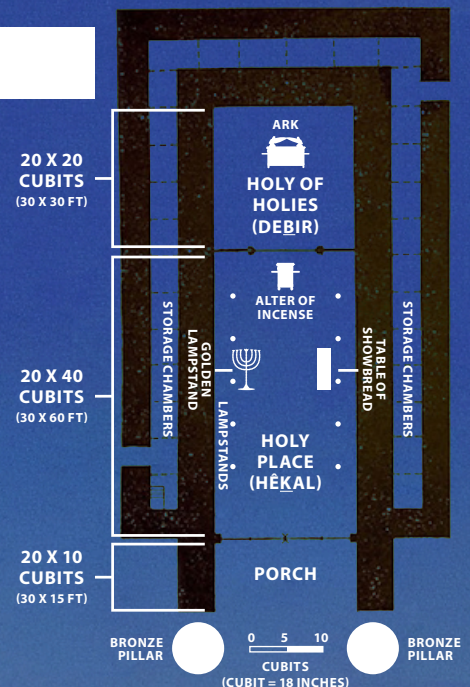 ARK
20 X 20
CUBITS
(30 X 30 FT)
HOLY OF
HOLIES
(DEḆIR)
ALTER OF
INCENSE
STORAGE CHAMBERS
GOLDEN
LAMPSTAND
TABLE OF
SHOWBREAD
STORAGE CHAMBERS
20 X 40
CUBITS
(30 X 60 FT)
LAMPSTANDS
HOLY
PLACE
(HÊḴAL)
20 X 10
CUBITS
(30 X 15 FT)
PORCH
BRONZE
PILLAR
0 5 10
CUBITS
(CUBIT = 18 INCHES)
BRONZE
PILLAR